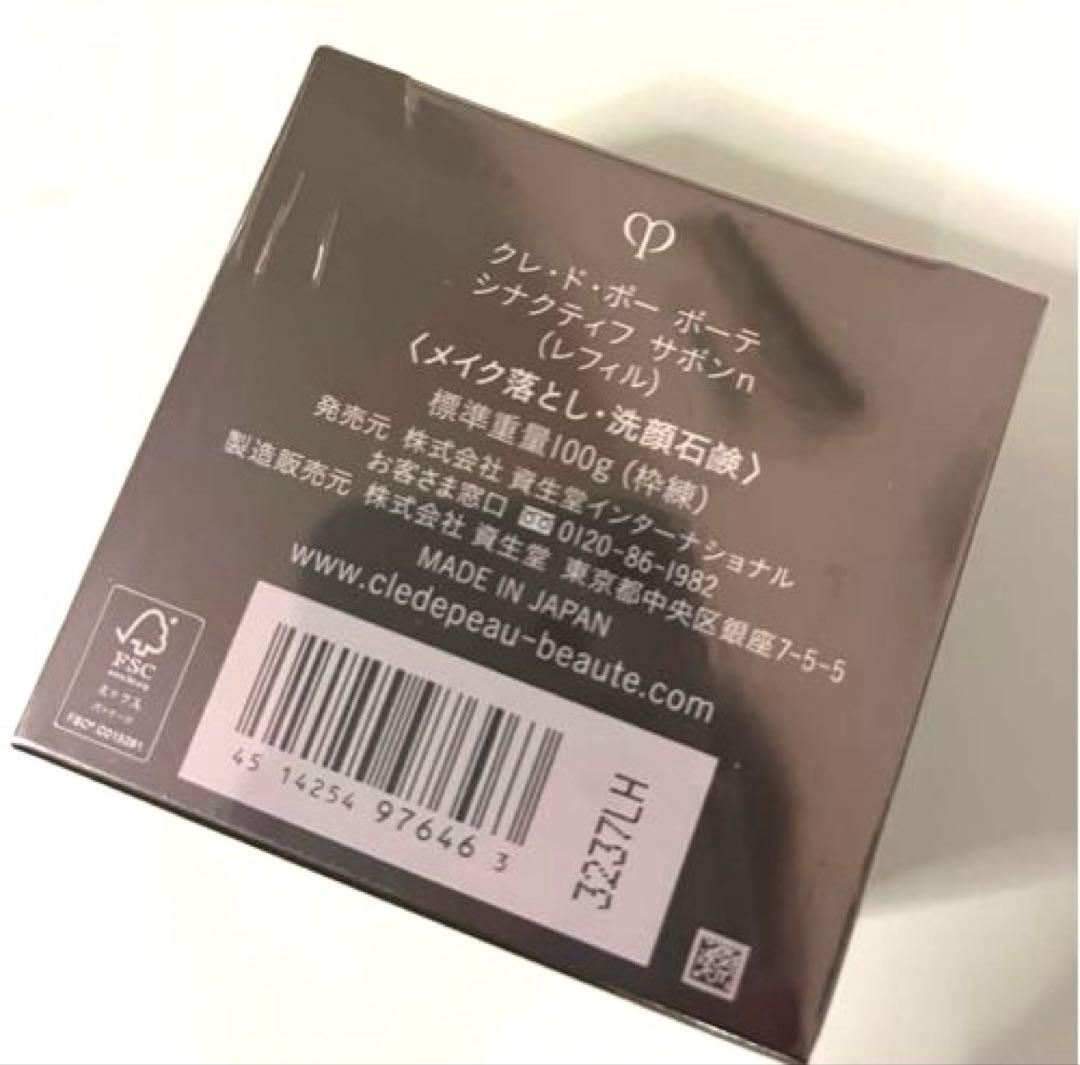 クレ・ド・ポー ボーテ
シナクティフ サボンn
(レフィル)
〈メイク落とし・洗顔石鹸〉
標準重量100g (枠練)
発売元 株式会社 資生堂インターナショナル
お客さま窓口 0120-86-1982
製造販売元 株式会社 資生堂 東京都中央区銀座7-5-5
MADE IN JAPAN
www.cledepeau-beaute.com
FSC
ミックス
パッケージ
45 14254 97646 3
3237LH